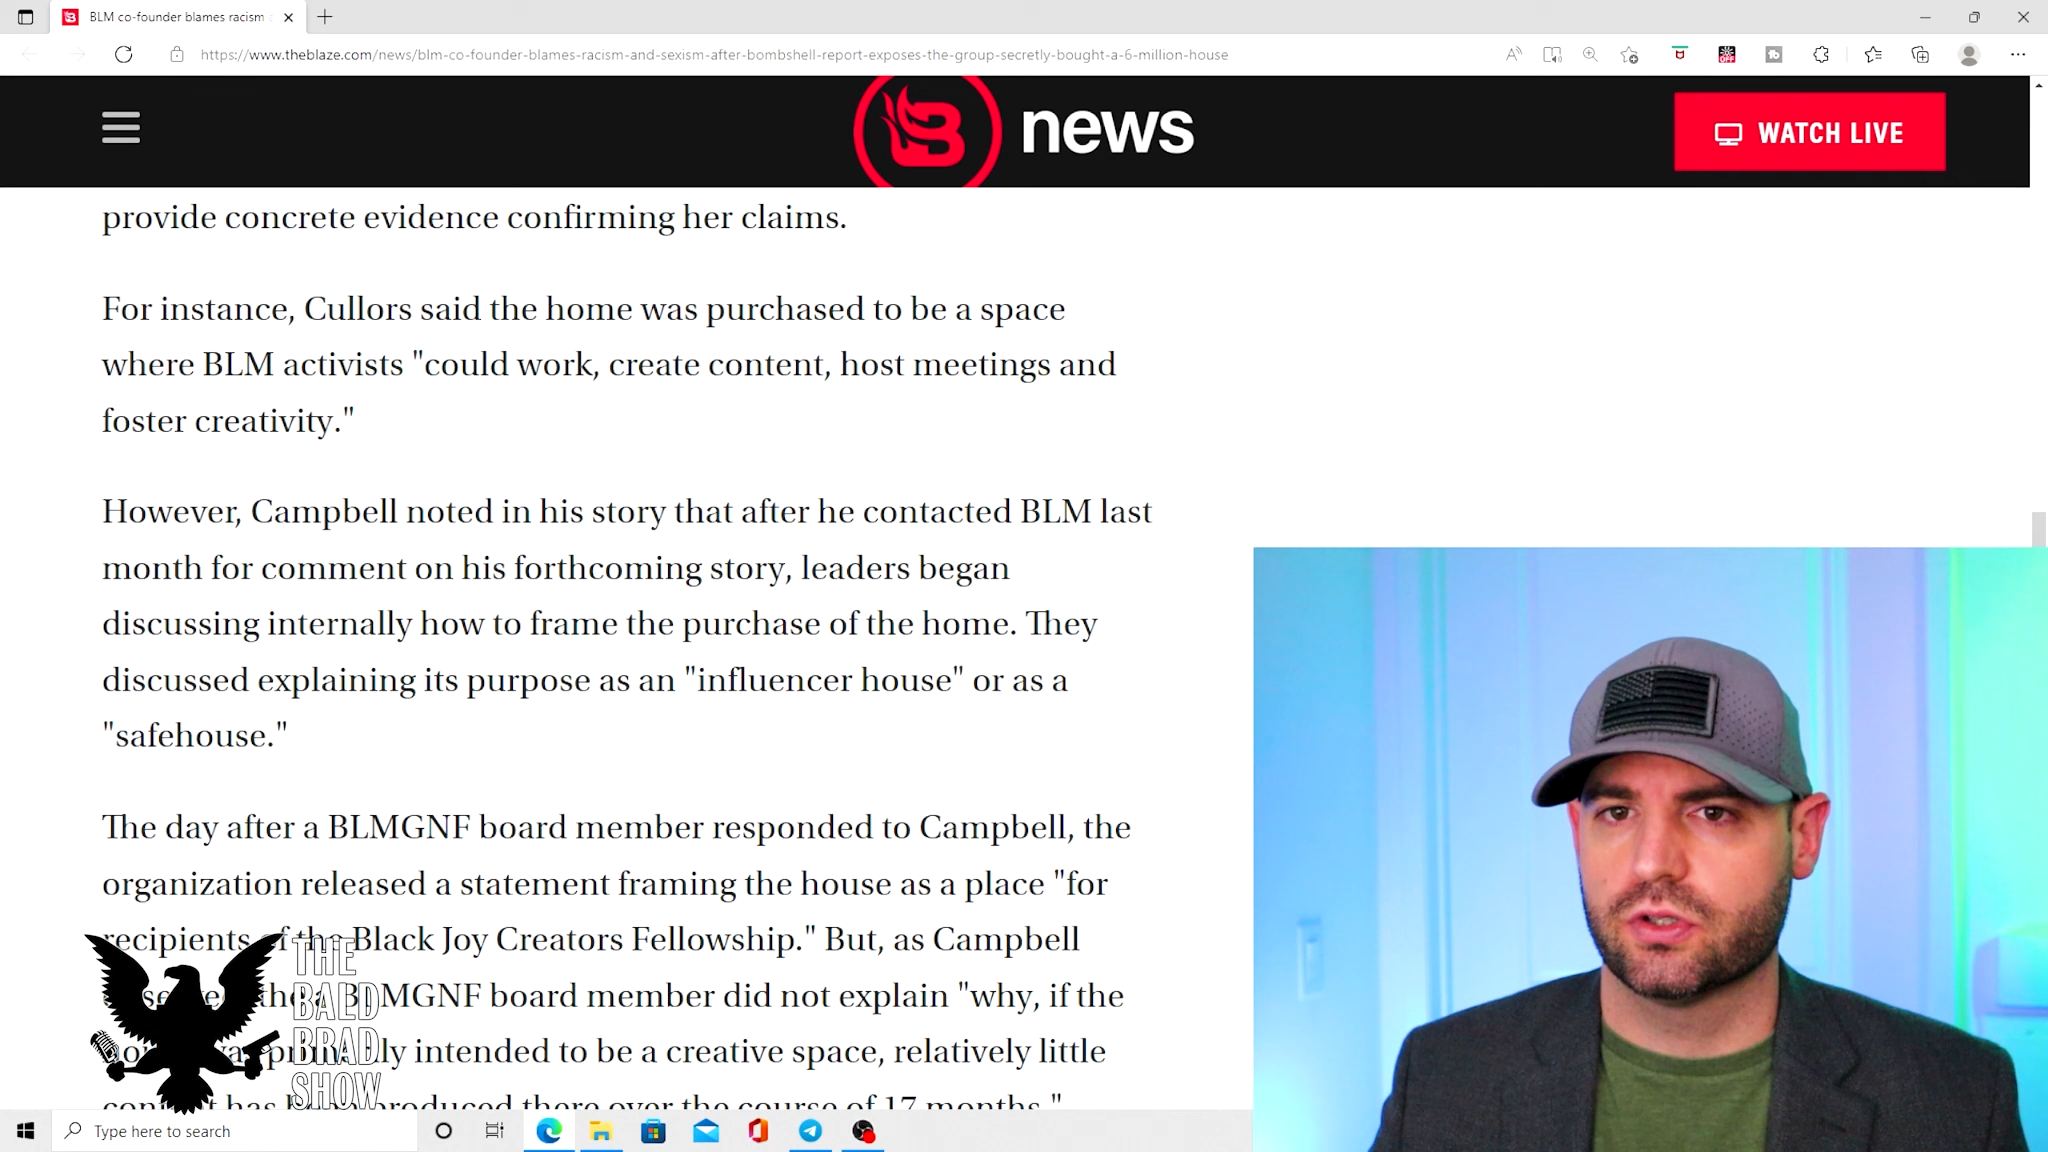 BLM co-founder blames racism
https://www.theblaze.com/news/blm-co-founder-blames-racism-and-sexism-after-bombshell-report-exposes-the-group-secretly-bought-a-6-million-house
news
WATCH LIVE
provide concrete evidence confirming her claims.
For instance, Cullors said the home was purchased to be a space
where BLM activists "could work, create content, host meetings and
foster creativity."
However, Campbell noted in his story that after he contacted BLM last
month for comment on his forthcoming story, leaders began
discussing internally how to frame the purchase of the home. They
discussed explaining its purpose as an "influencer house" or as a
"safehouse."
The day after a BLMGNF board member responded to Campbell, the
organization released a statement framing the house as a place "for
recipients of the Black Joy Creators Fellowship." But, as Campbell
BLMGNF board member did not explain "why, if the
intended to be a creative space, relatively little
produced there over the course of 17 months."
THE
BALD
BRAD
SHOW
Type here to search